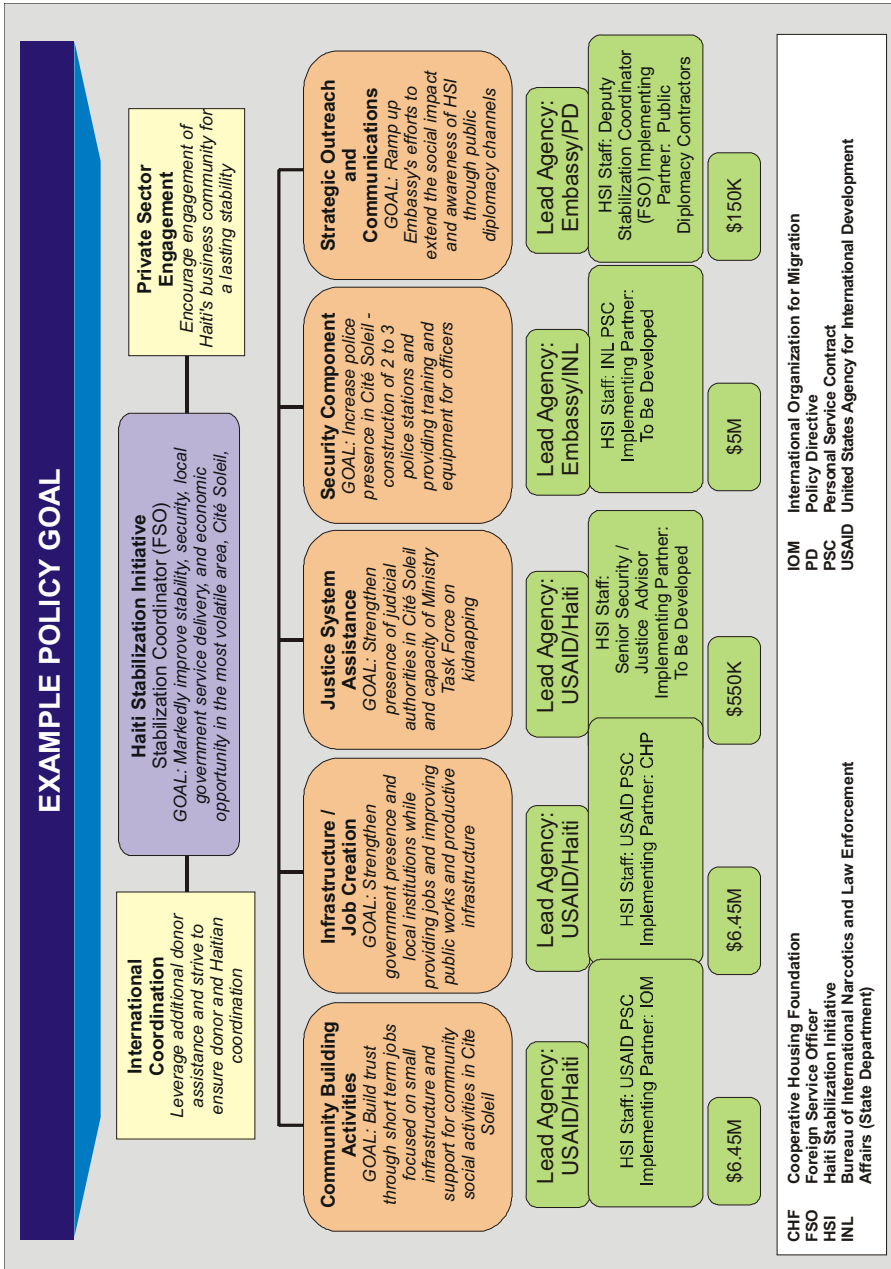 EXAMPLE POLICY GOAL
International
Coordination
Leverage additional donor
assistance and strive to
ensure donor and Haitian
coordination
Haiti Stabilization Initiative
Stabilization Coordinator (FSO)
GOAL: Markedly improve stability, security, local
government service delivery, and economic
opportunity in the most volatile area, Cité Soleil,
Private Sector
Engagement
Encourage engagement of
Haiti's business community for
a lasting stability
Community Building
Activities
GOAL: Build trust
through short term jobs
focused on small
infrastructure and
support for community
social activities in Cite
Soleil
Infrastructure /
Job Creation
GOAL: Strengthen
government presence and
local institutions while
providing jobs and improving
public works and productive
infrastructure
Justice System
Assistance
GOAL: Strengthen
presence of judicial
authorities in Cité Soleil
and capacity of Ministry
Task Force on
kidnapping
Security Component
GOAL: Increase police
presence in Cité Soleil -
construction of 2 to 3
police stations and
providing training and
equipment for officers
Strategic Outreach
and
Communications
GOAL: Ramp up
Embassy's efforts to
extend the social impact
and awareness of HSI
through public
diplomacy channels
Lead Agency:
USAID/Haiti
Lead Agency:
USAID/Haiti
Lead Agency:
USAID/Haiti
Lead Agency:
Embassy/INL
Lead Agency:
Embassy/PD
HSI Staff: USAID PSC
Implementing Partner: IOM
HSI Staff: USAID PSC
Implementing Partner: CHP
HSI Staff:
Senior Security /
Justice Advisor
Implementing Partner:
To Be Developed
HSI Staff: INL PSC
Implementing Partner:
To Be Developed
HSI Staff: Deputy
Stabilization Coordinator
(FSO) Implementing
Partner: Public
Diplomacy Contractors
$6.45M
$6.45M
$550K
$5M
$150K
CHF Cooperative Housing Foundation
FSO Foreign Service Officer
HSI Haiti Stabilization Initiative
INL Bureau of International Narcotics and Law Enforcement
Affairs (State Department)
IOM International Organization for Migration
PD Policy Directive
PSC Personal Service Contract
USAID United States Agency for International Development